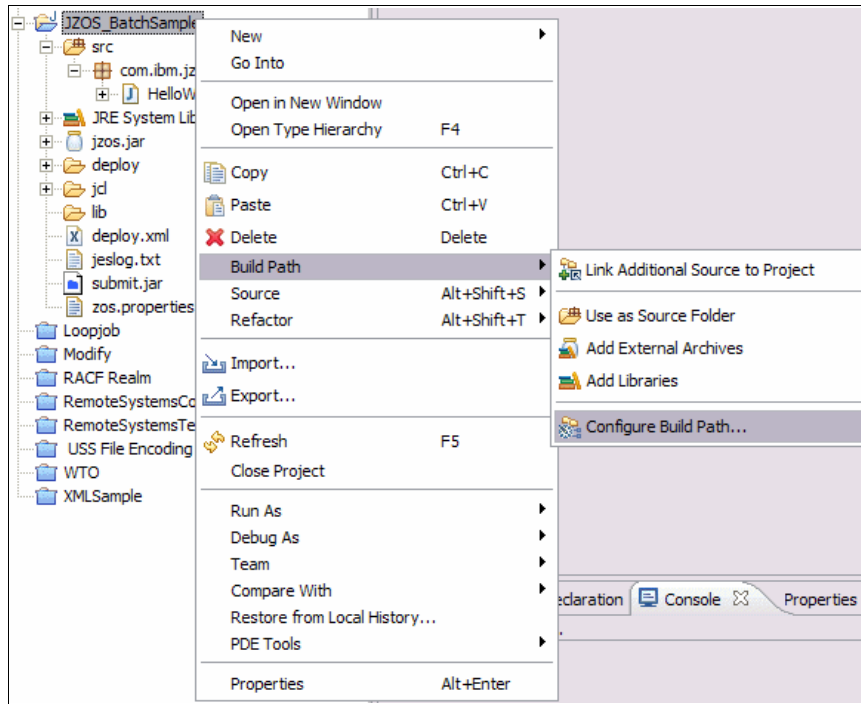 JZOS_BatchSample
src
com.ibm.jz
HelloW
JRE System Lib
jzos.jar
deploy
jcl
lib
deploy.xml
jeslog.txt
submit.jar
zos.properties
Loopjob
Modify
RACF Realm
RemoteSystemsCo
RemoteSystemsTe
USS File Encoding
WTO
XMLSample
New
Go Into
Open in New Window
Open Type Hierarchy F4
Copy Ctrl+C
Paste Ctrl+V
Delete Delete
Build Path
Source Alt+Shift+S
Refactor Alt+Shift+T
Import...
Export...
Refresh F5
Close Project
Run As
Debug As
Team
Compare With
Restore from Local History...
PDE Tools
Properties Alt+Enter
Link Additional Source to Project
Use as Source Folder
Add External Archives
Add Libraries
Configure Build Path...
eclaration Console Properties